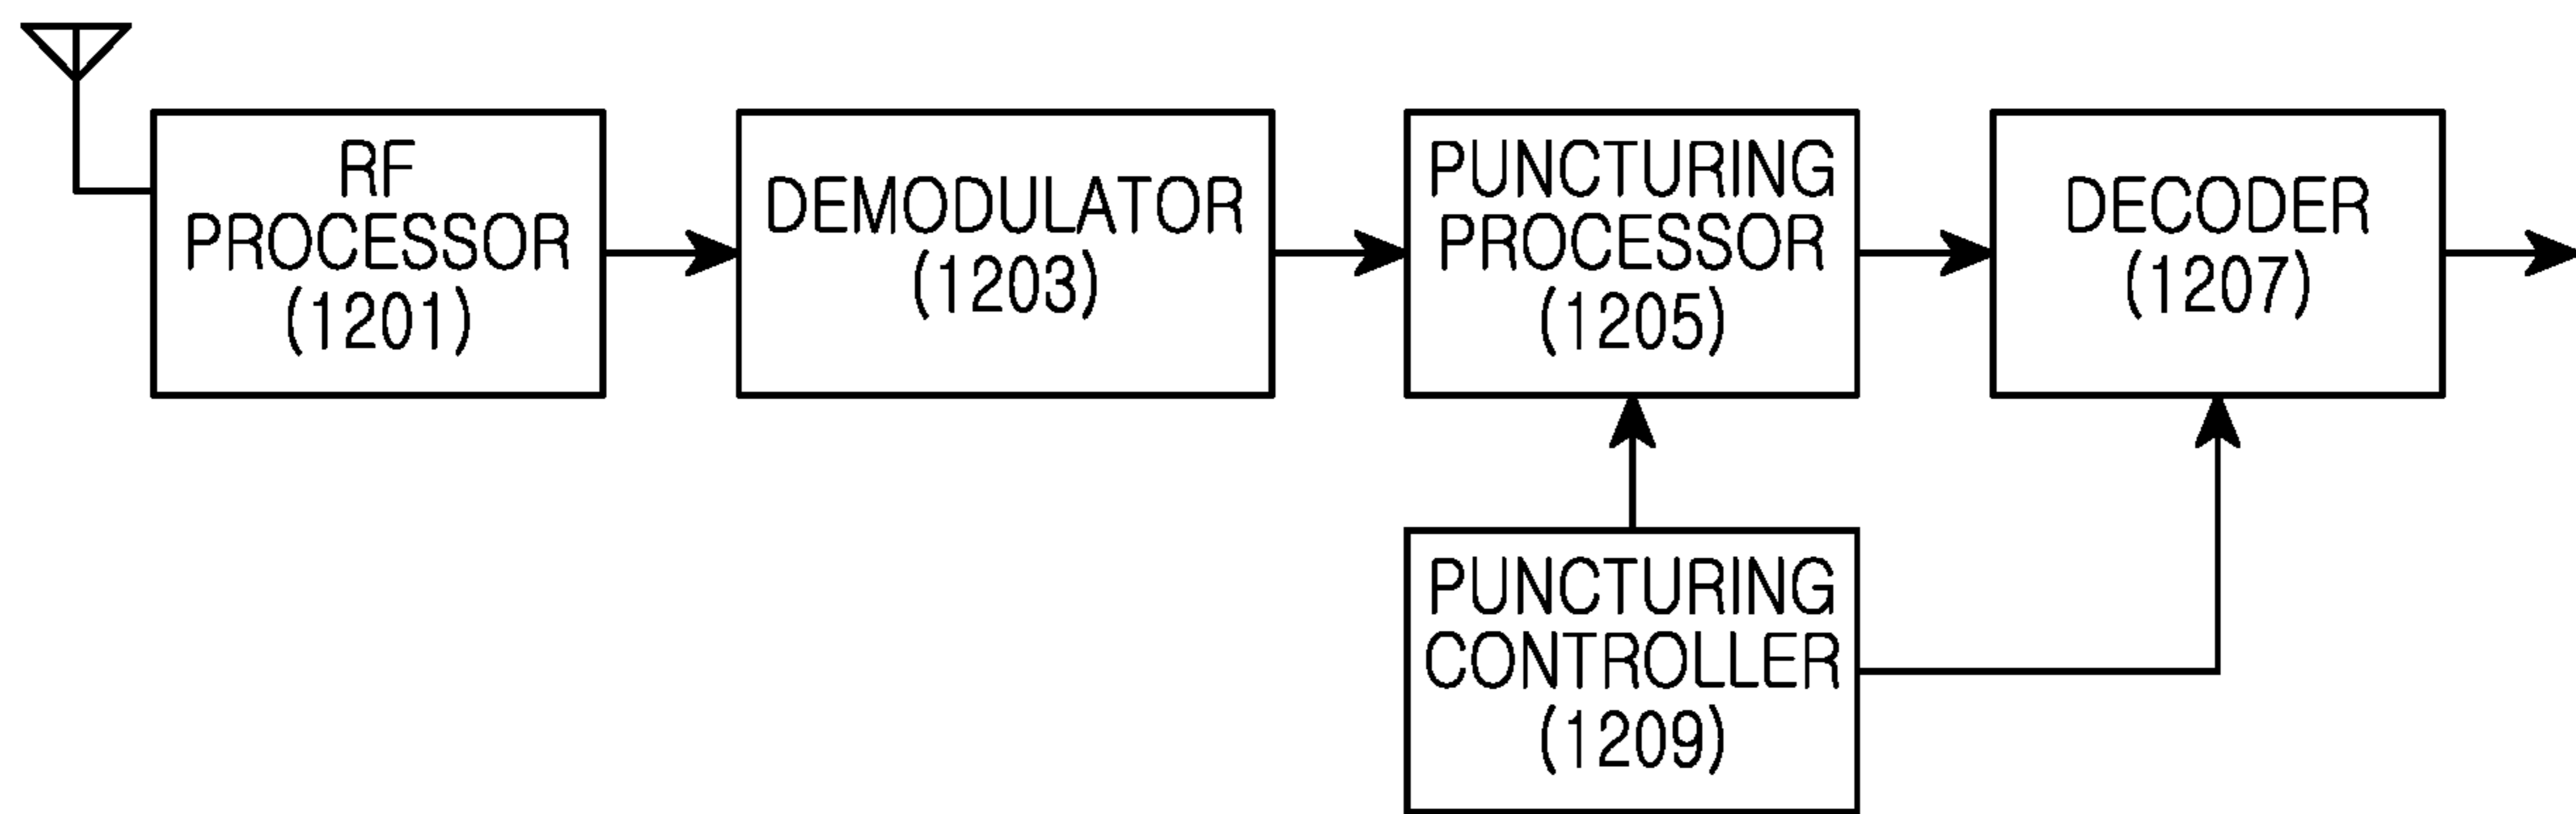 RF
PROCESSOR
(1201)
DEMODULATOR
(1203)
PUNCTURING
PROCESSOR
(1205)
DECODER
(1207)
PUNCTURING
CONTROLLER
(1209)